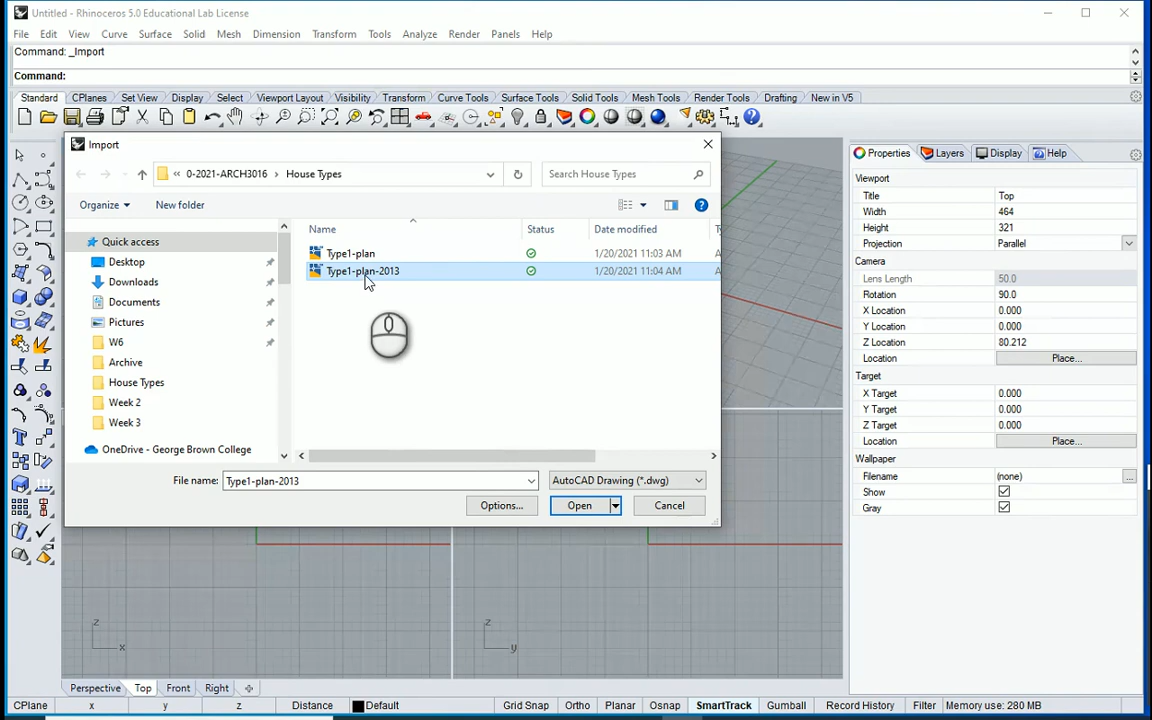 Untitled - Rhinoceros 5.0 Educational Lab License
File Edit View Curve Surface Solid Mesh Dimension Transform Tools Analyze Render Panels Help
Command: _Import
Command:
Standard CPlanes Set View Display Select Viewport Layout Visibility Transform Curve Tools Surface Tools Solid Tools Mesh Tools Render Tools Drafting New in V5
Import
« 0-2021-ARCH3016 > House Types
Search House Types
Organize
New folder
Name Status Date modified
Type1-plan 1/20/2021 11:03 AM
Type1-plan-2013 1/20/2021 11:04 AM
Quick access
Desktop
Downloads
Documents
Pictures
W6
Archive
House Types
Week 2
Week 3
OneDrive - George Brown College
File name: Type1-plan-2013
AutoCAD Drawing (*.dwg)
Options... Open Cancel
Properties Layers Display Help
Viewport
Title Top
Width 464
Height 321
Projection Parallel
Camera
Lens Length 50.0
Rotation 90.0
X Location 0.000
Y Location 0.000
Z Location 80.212
Location Place...
Target
X Target 0.000
Y Target 0.000
Z Target 0.000
Location Place...
Wallpaper
Filename (none) ...
Show
Gray
z x
z y
Perspective Top Front Right
CPlane x y z Distance Default Grid Snap Ortho Planar Osnap SmartTrack Gumball Record History Filter Memory use: 280 MB